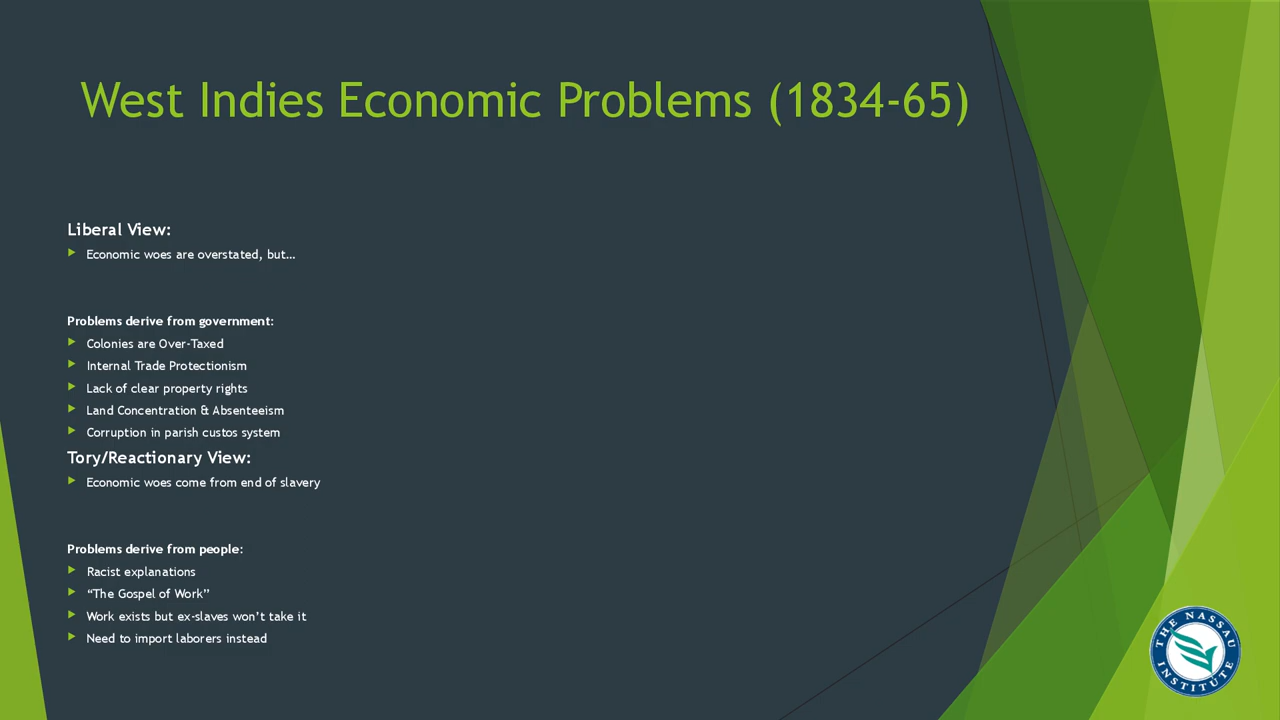 West Indies Economic Problems (1834-65)
Liberal View:
Economic woes are overstated, but…
Problems derive from government:
Colonies are Over-Taxed
Internal Trade Protectionism
Lack of clear property rights
Land Concentration & Absenteeism
Corruption in parish custos system
Tory/Reactionary View:
Economic woes come from end of slavery
Problems derive from people:
Racist explanations
“The Gospel of Work”
Work exists but ex-slaves won’t take it
Need to import laborers instead
THE NASSAU
INSTITUTE